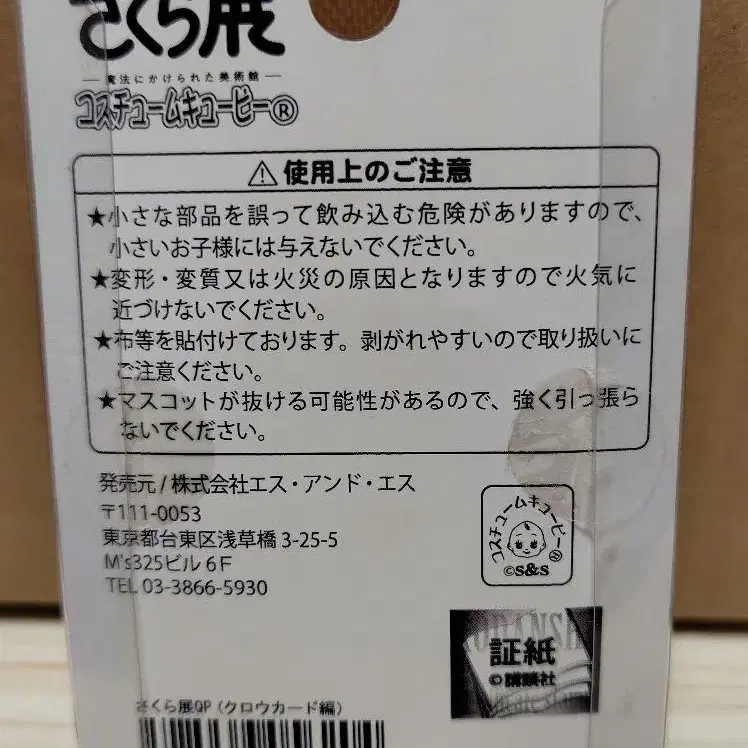 さくら展
魔法にかけられた美術館
コスチュームキューピー®
⚠使用上のご注意
★小さな部品を誤って飲み込む危険がありますので、
小さいお子様には与えないでください。
★変形・変質又は火災の原因となりますので火気に
近づけないでください。
★布等を貼付けております。剥がれやすいので取り扱いに
ご注意ください。
★マスコットが抜ける可能性があるので、強く引っ張ら
ないでください。
発売元/株式会社エス・アンド・エス
〒111-0053
東京都台東区浅草橋3-25-5
M's325ビル 6F
TEL 03-3866-5930
コスチュームキューピー®
©S&S
証紙
©講談社
さくら展QP(クロウカード編)